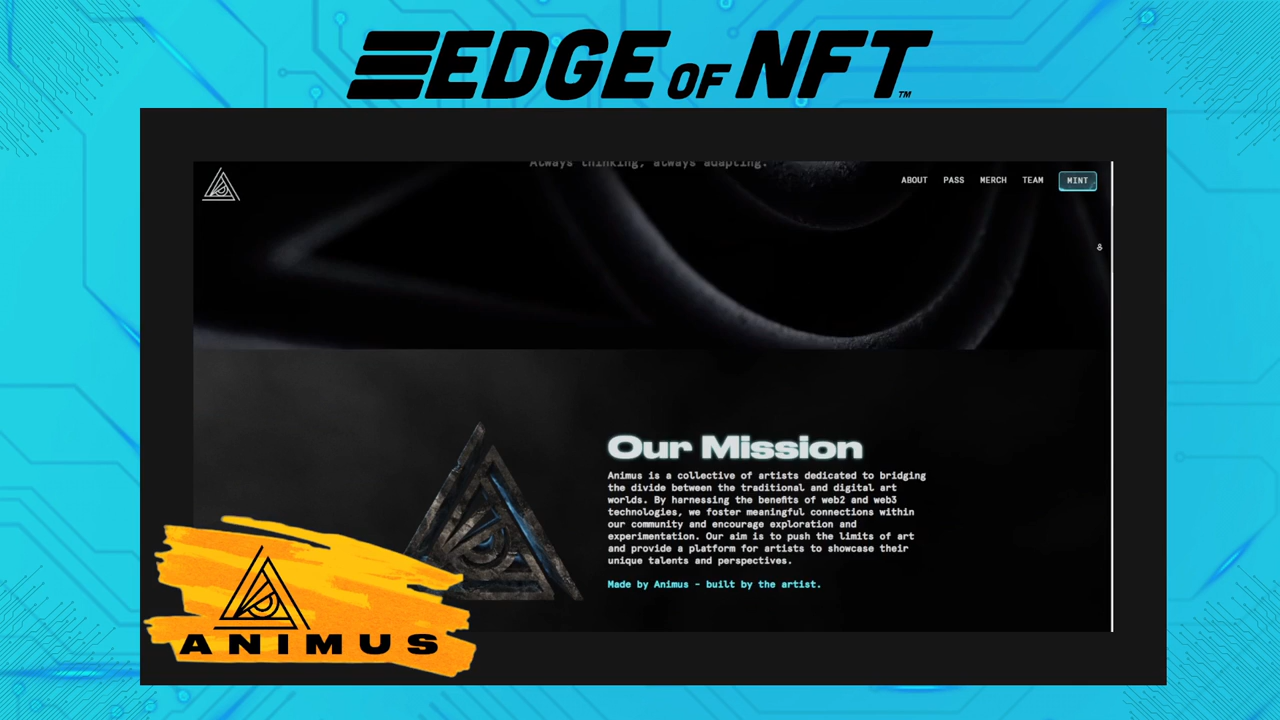 EDGE OF NFT™
Always thinking, always adapting.
ABOUT PASS MERCH TEAM MINT
Our Mission
Animus is a collective of artists dedicated to bridging
the divide between the traditional and digital art
worlds. By harnessing the benefits of web2 and web3
technologies, we foster meaningful connections within
our community and encourage exploration and
experimentation. Our aim is to push the limits of art
and provide a platform for artists to showcase their
unique talents and perspectives.
Made by Animus - built by the artist.
ANIMUS